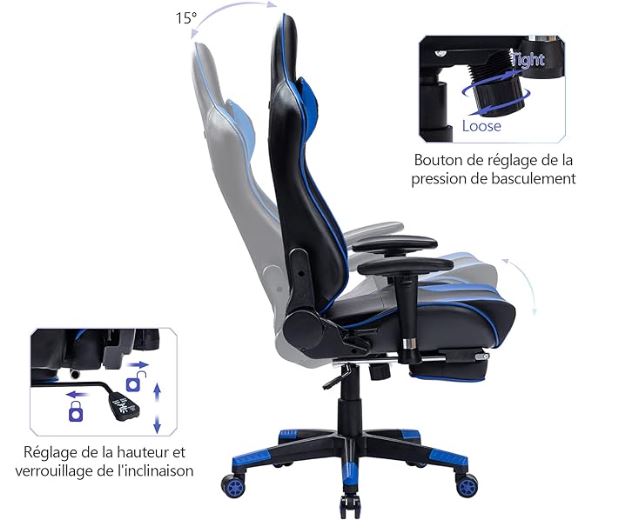 15°
Tight
Loose
Bouton de réglage de la
pression de basculement
Réglage de la hauteur et
verrouillage de l'inclinaison